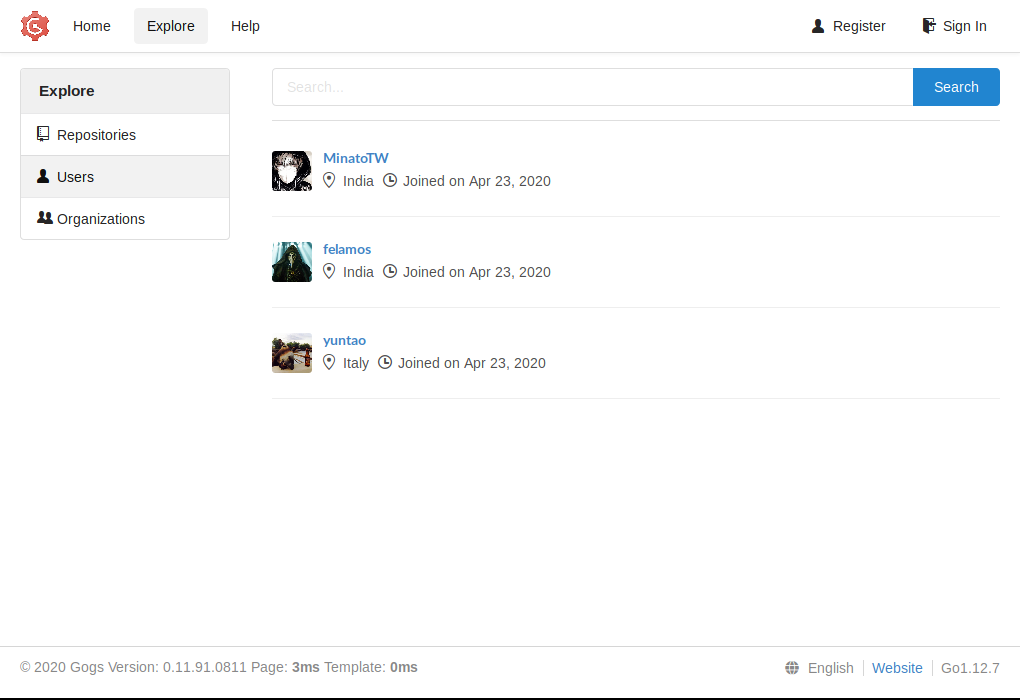 Home Explore Help Register Sign In
Explore
Repositories
Users
Organizations
Search... Search
MinatoTW
India Joined on Apr 23, 2020
felamos
India Joined on Apr 23, 2020
yuntao
Italy Joined on Apr 23, 2020
© 2020 Gogs Version: 0.11.91.0811 Page: 3ms Template: 0ms English Website Go1.12.7